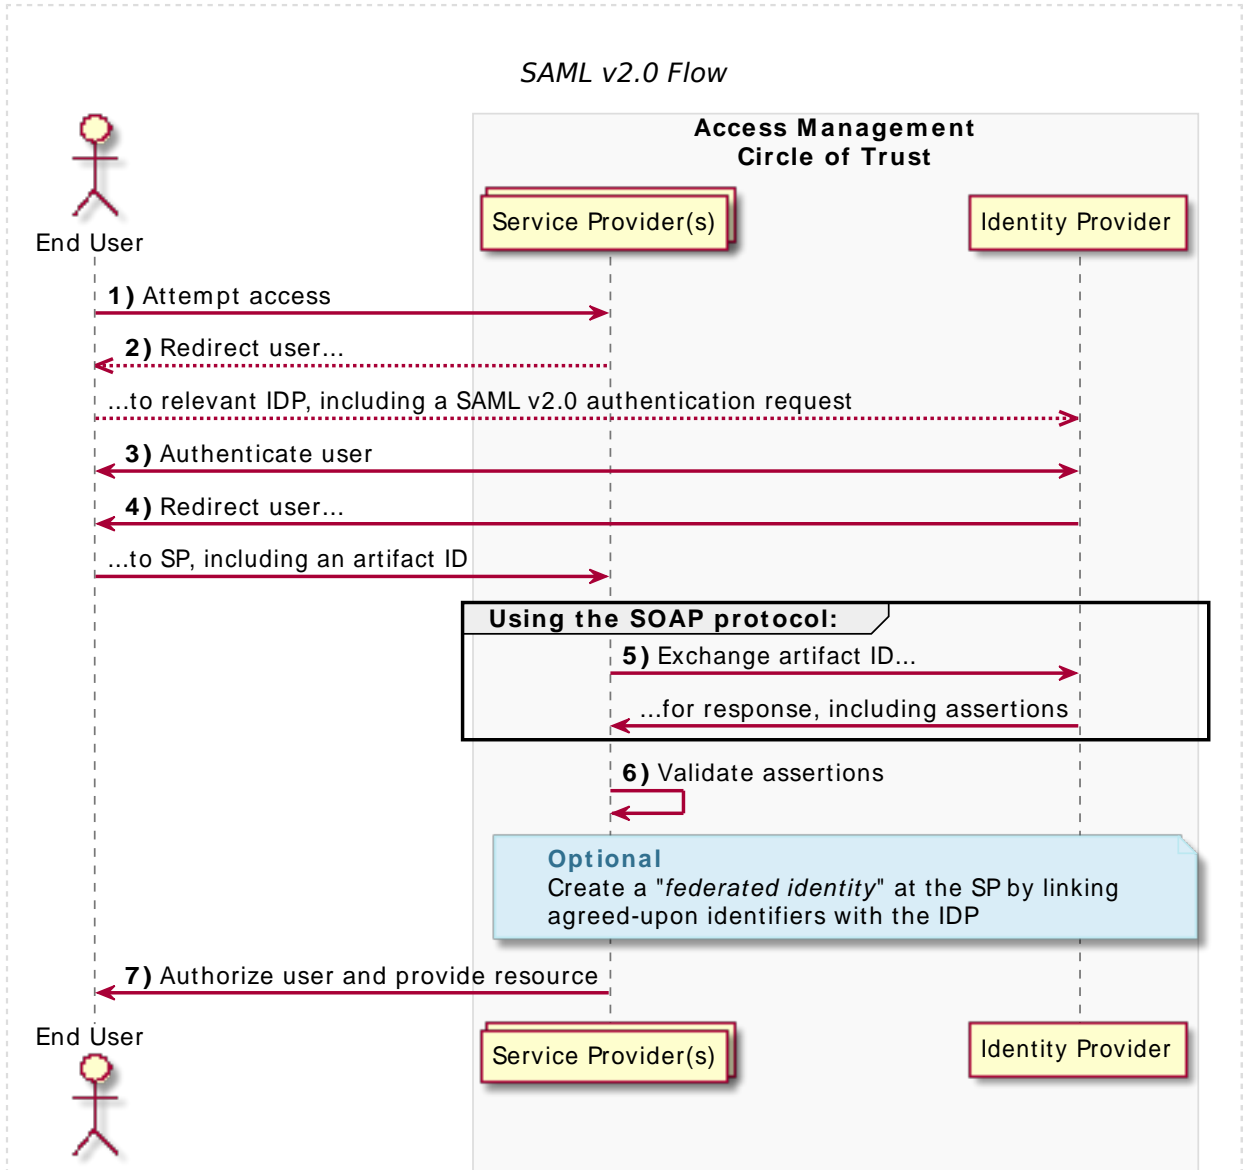 SAML v2.0 Flow
Access Management
Circle of Trust
Service Provider(s)
Identity Provider
End User
1) Attempt access
2) Redirect user...
...to relevant IDP, including a SAML v2.0 authentication request
3) Authenticate user
4) Redirect user...
...to SP, including an artifact ID
Using the SOAP protocol:
5) Exchange artifact ID...
...for response, including assertions
6) Validate assertions
Optional
Create a "federated identity" at the SP by linking
agreed-upon identifiers with the IDP
7) Authorize user and provide resource
End User
Service Provider(s)
Identity Provider